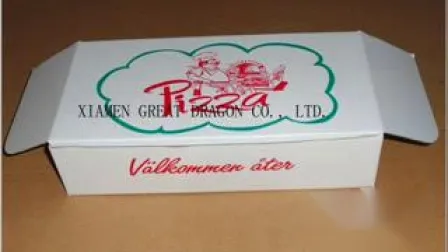 Pizza
XIAMEN GREAT DRAGON CO., LTD.
Välkommen åter